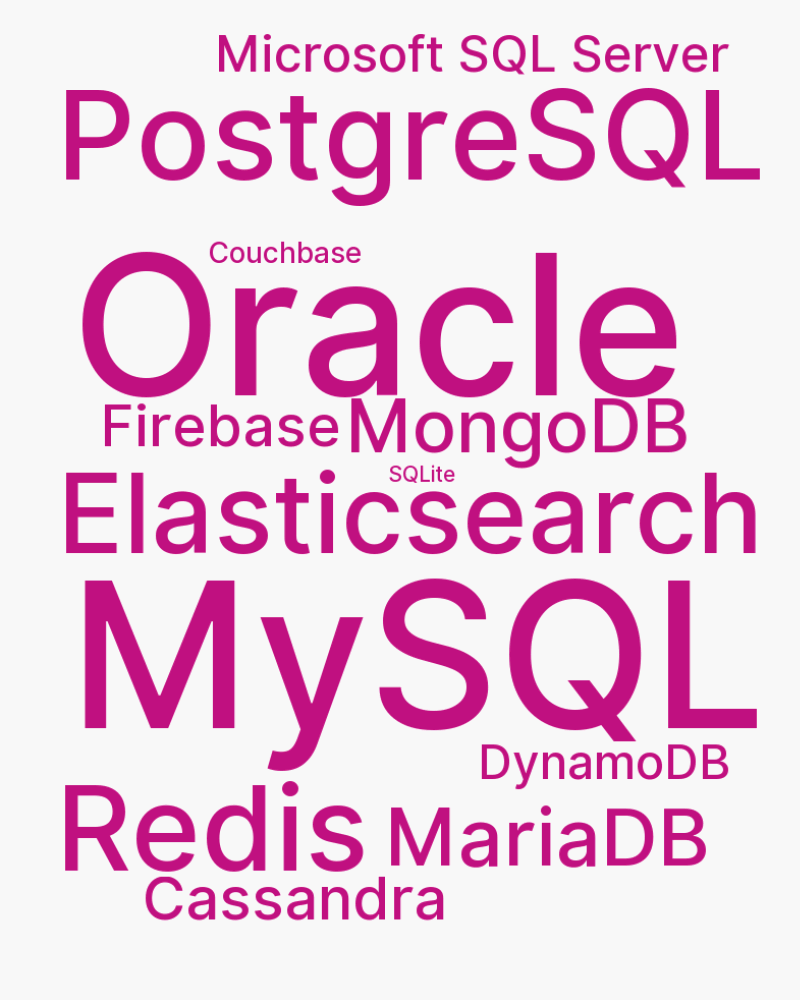 Microsoft SQL Server
PostgreSQL
Couchbase
Oracle
Firebase MongoDB
SQLite
Elasticsearch
MySQL
DynamoDB
Redis MariaDB
Cassandra